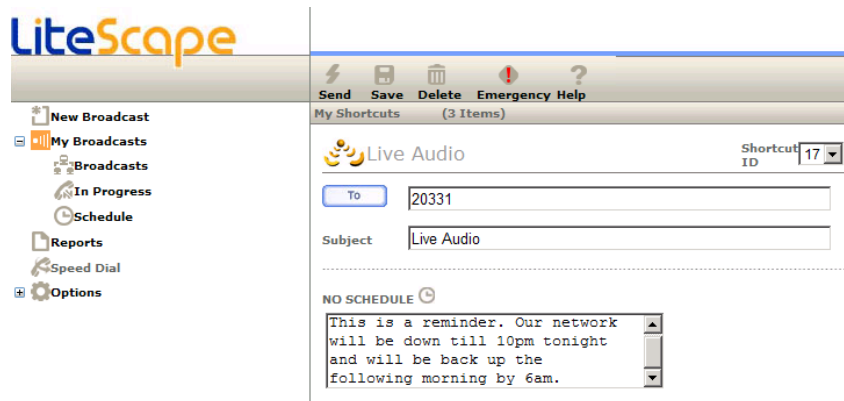 LiteScape
Send Save Delete Emergency Help
My Shortcuts (3 Items)
New Broadcast
My Broadcasts
Broadcasts
In Progress
Schedule
Reports
Speed Dial
Options
Live Audio
Shortcut
ID
17
To
20331
Subject
Live Audio
NO SCHEDULE
This is a reminder. Our network
will be down till 10pm tonight
and will be back up the
following morning by 6am.